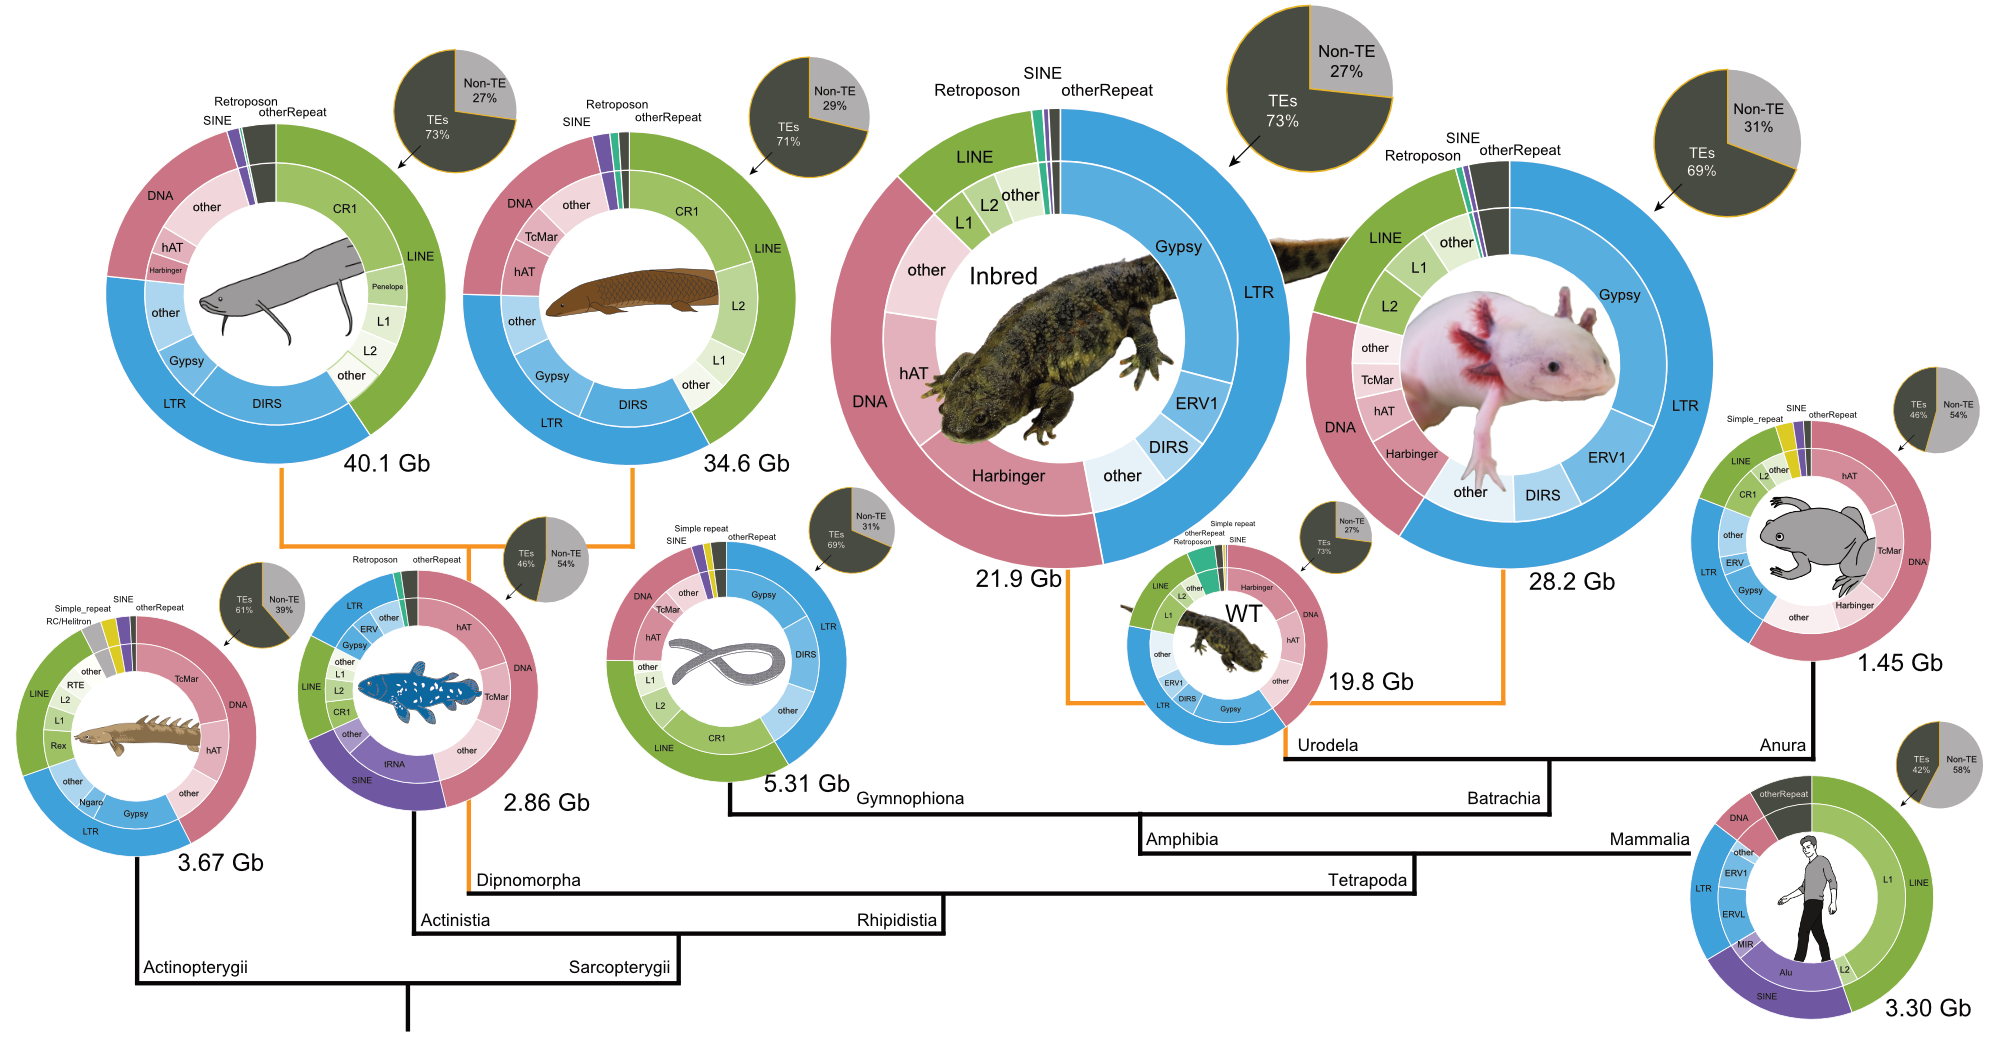 Retroposon
otherRepeat
SINE
DNA
other
CR1
LINE
hAT
Harbinger
Penelope
other
L1
Gypsy
L2
other
LTR
DIRS
40.1 Gb
Non-TE
27%
TEs
73%
Retroposon
otherRepeat
SINE
DNA
other
CR1
TcMar
LINE
hAT
L2
other
L1
Gypsy
other
DIRS
LTR
34.6 Gb
Non-TE
29%
TEs
71%
SINE
Retroposon
otherRepeat
LINE
L1
L2
other
Gypsy
other
Inbred
LTR
hAT
DNA
ERV1
DIRS
Harbinger
other
21.9 Gb
Non-TE
27%
TEs
73%
SINE
Retroposon
otherRepeat
LINE
L1
other
L2
Gypsy
other
TcMar
hAT
LTR
DNA
Harbinger
ERV1
other
DIRS
28.2 Gb
Non-TE
31%
TEs
69%
SINE
Simple_repeat
otherRepeat
LINE
L2
other
CR1
hAT
other
ERV
TcMar
DNA
Gypsy
Harbinger
other
LTR
1.45 Gb
TEs
46%
Non-TE
54%
SINE
Simple_repeat
otherRepeat
RC/Helitron
other
RTE
TcMar
LINE
L2
L1
DNA
Rex
hAT
other
other
Ngaro
Gypsy
LTR
3.67 Gb
TEs
61%
Non-TE
39%
Retroposon
otherRepeat
LTR
other
ERV
hAT
Gypsy
other
L1
DNA
LINE
L2
TcMar
CR1
other
other
tRNA
SINE
2.86 Gb
TEs
46%
Non-TE
54%
Simple repeat
SINE
otherRepeat
DNA
other
Gypsy
TcMar
LTR
hAT
DIRS
other
L1
L2
other
CR1
LINE
5.31 Gb
Non-TE
31%
TEs
69%
Simple repeat
otherRepeat
SINE
Retroposon
LINE
L2
other
Harbinger
L1
WT
DNA
hAT
other
ERV1
other
DIRS
LTR
Gypsy
19.8 Gb
Non-TE
27%
TEs
73%
Urodela
Anura
Gymnophiona
Batrachia
Amphibia
Mammalia
Dipnomorpha
Tetrapoda
Actinistia
Rhipidistia
Actinopterygii
Sarcopterygii
otherRepeat
DNA
other
ERV1
L1
LINE
LTR
ERVL
MIR
Alu
L2
SINE
3.30 Gb
TEs
42%
Non-TE
58%